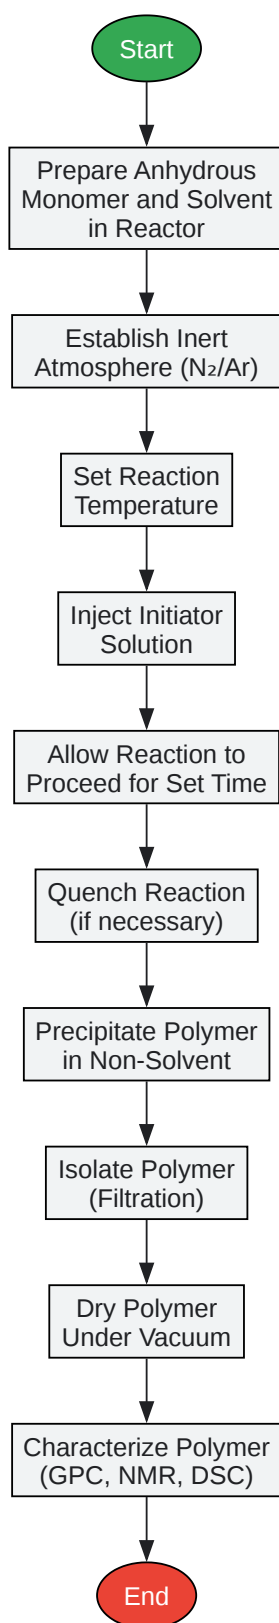 Start
Prepare Anhydrous
Monomer and Solvent
in Reactor
Establish Inert
Atmosphere (N₂/Ar)
Set Reaction
Temperature
Inject Initiator
Solution
Allow Reaction to
Proceed for Set Time
Quench Reaction
(if necessary)
Precipitate Polymer
in Non-Solvent
Isolate Polymer
(Filtration)
Dry Polymer
Under Vacuum
Characterize Polymer
(GPC, NMR, DSC)
End